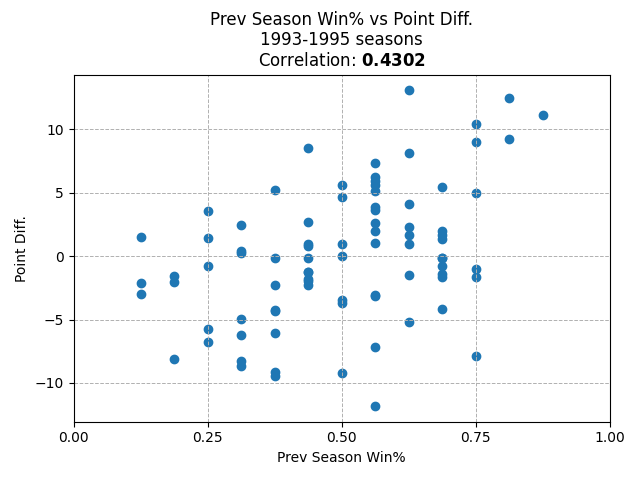 Prev Season Win% vs Point Diff.
1993-1995 seasons
Correlation: 0.4302
Point Diff.
10
5
0
−5
−10
0.00
0.25
0.50
0.75
1.00
Prev Season Win%